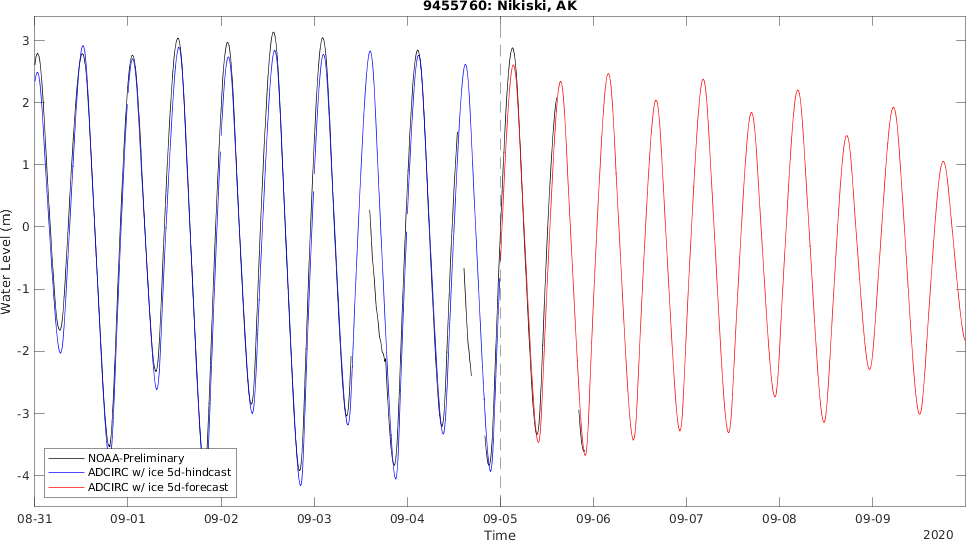 9455760: Nikiski, AK
3
2
1
0
-1
-2
-3
-4
Water Level (m)
NOAA-Preliminary
ADCIRC w/ ice 5d-hindcast
ADCIRC w/ ice 5d-forecast
08-31 09-01 09-02 09-03 09-04 09-05 09-06 09-07 09-08 09-09
Time
2020